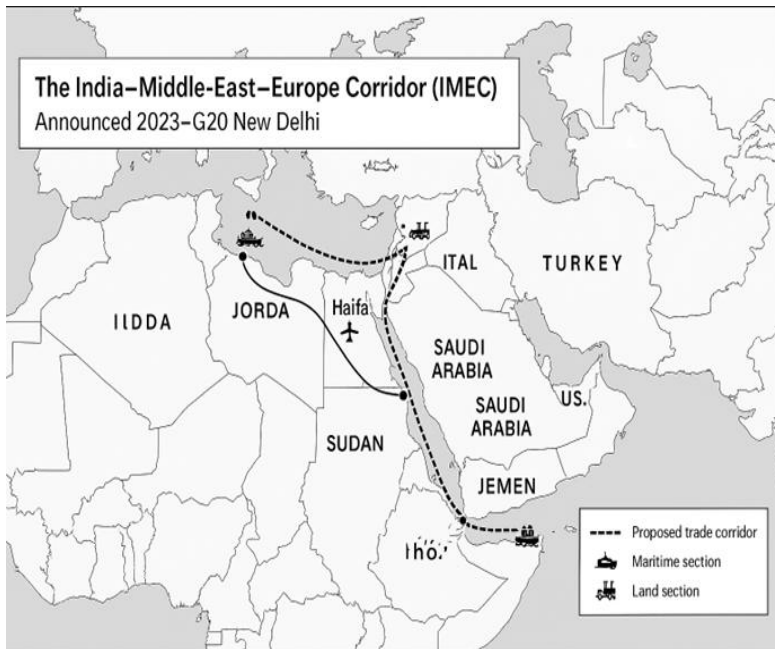 The India–Middle-East–Europe Corridor (IMEC)
Announced 2023–G20 New Delhi
ITAL
TURKEY
IIDDA
JORDA
Haifa
SAUDI
ARABIA
SAUDI
ARABIA
US.
SUDAN
JEMEN
Proposed trade corridor
Maritime section
Land section